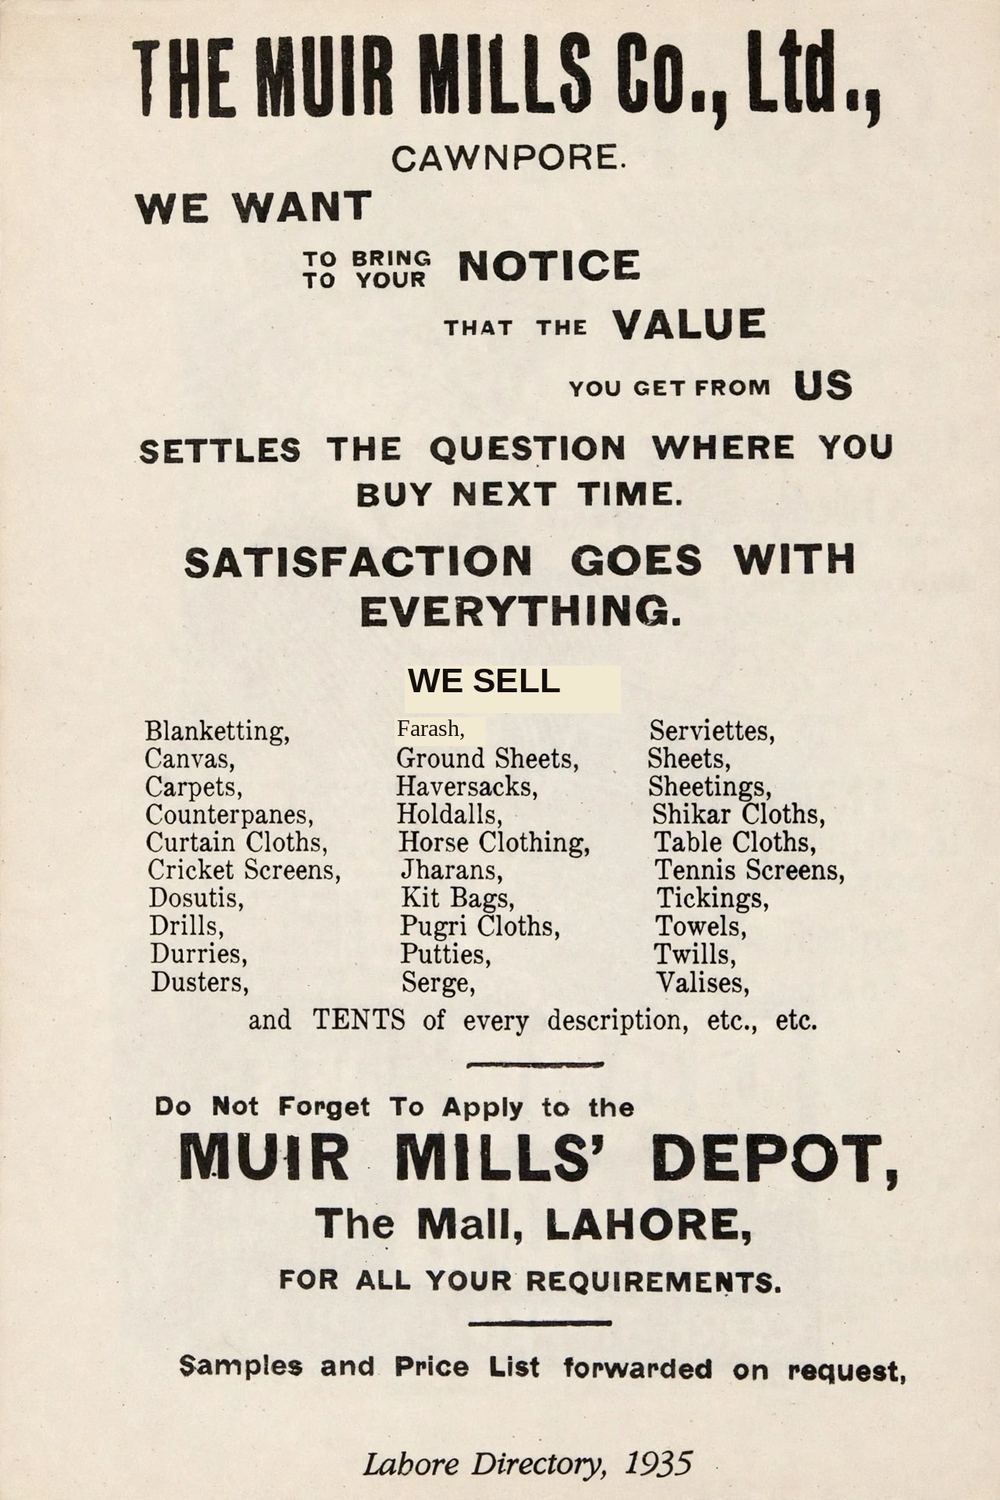 THE MUIR MILLS Co., Ltd.,
CAWNPORE.
WE WANT
TO BRING
TO YOUR NOTICE
THAT THE VALUE
YOU GET FROM US
SETTLES THE QUESTION WHERE YOU
BUY NEXT TIME.
SATISFACTION GOES WITH
EVERYTHING.
WE SELL
Blanketting,
Canvas,
Carpets,
Counterpanes,
Curtain Cloths,
Cricket Screens,
Dosutis,
Drills,
Durries,
Dusters,
Farash,
Ground Sheets,
Haversacks,
Holdalls,
Horse Clothing,
Jharans,
Kit Bags,
Pugri Cloths,
Putties,
Serge,
Serviettes,
Sheets,
Sheetings,
Shikar Cloths,
Table Cloths,
Tennis Screens,
Tickings,
Towels,
Twills,
Valises,
and TENTS of every description, etc., etc.
Do Not Forget To Apply to the
MUIR MILLS' DEPOT,
The Mall, LAHORE,
FOR ALL YOUR REQUIREMENTS.
Samples and Price List forwarded on request,
Labore Directory, 1935